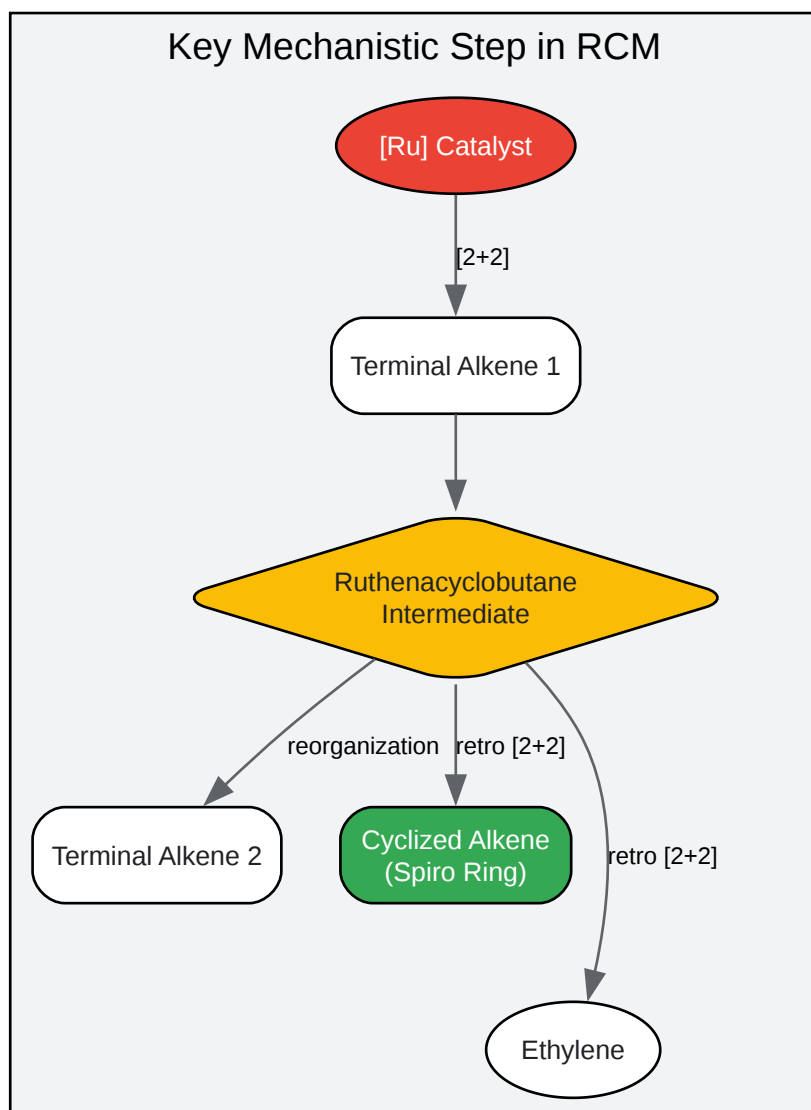 Key Mechanistic Step in RCM
[Ru] Catalyst
[2+2]
Terminal Alkene 1
Ruthenacyclobutane
Intermediate
reorganization
retro [2+2]
Terminal Alkene 2
Cyclized Alkene
(Spiro Ring)
retro [2+2]
Ethylene